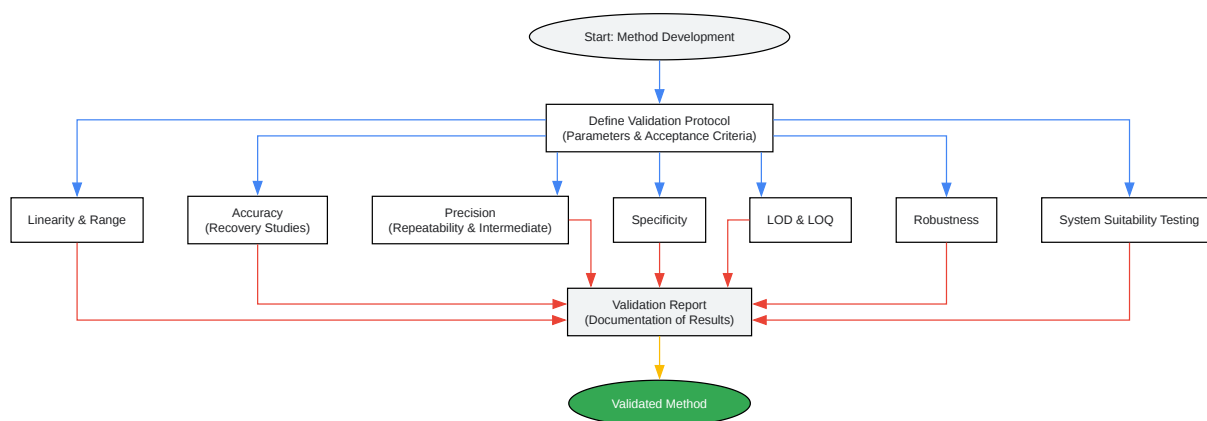 Start: Method Development
Define Validation Protocol
(Parameters & Acceptance Criteria)
Linearity & Range
Accuracy
(Recovery Studies)
Precision
(Repeatability & Intermediate)
Specificity
LOD & LOQ
Robustness
System Suitability Testing
Validation Report
(Documentation of Results)
Validated Method